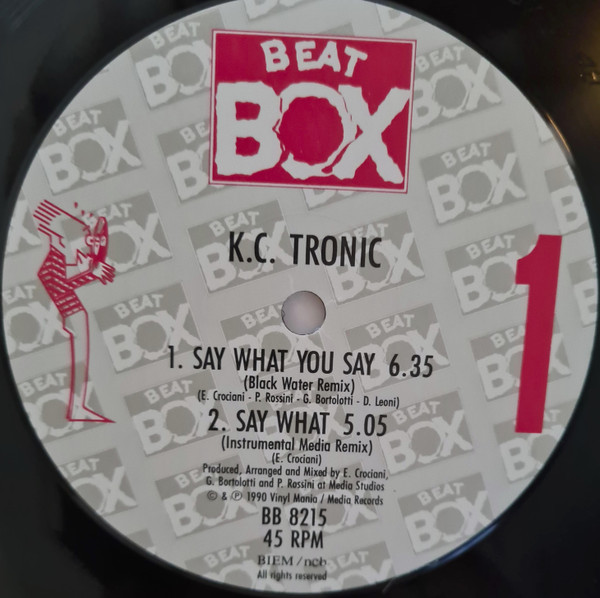 BEAT
BOX
K.C. TRONIC
1
1. SAY WHAT YOU SAY 6.35
(Black Water Remix)
(E. Crociani - P. Rossini - G. Bortolotti - D. Leoni)
2. SAY WHAT 5.05
(Instrumental Media Remix)
(E. Crociani)
Produced, Arranged and Mixed by E. Crociani,
G. Bortolotti and P. Rossini at Media Studios
© & ℗ 1990 Vinyl Mania / Media Records
BB 8215
45 RPM
BIEM/ncb
All rights reserved